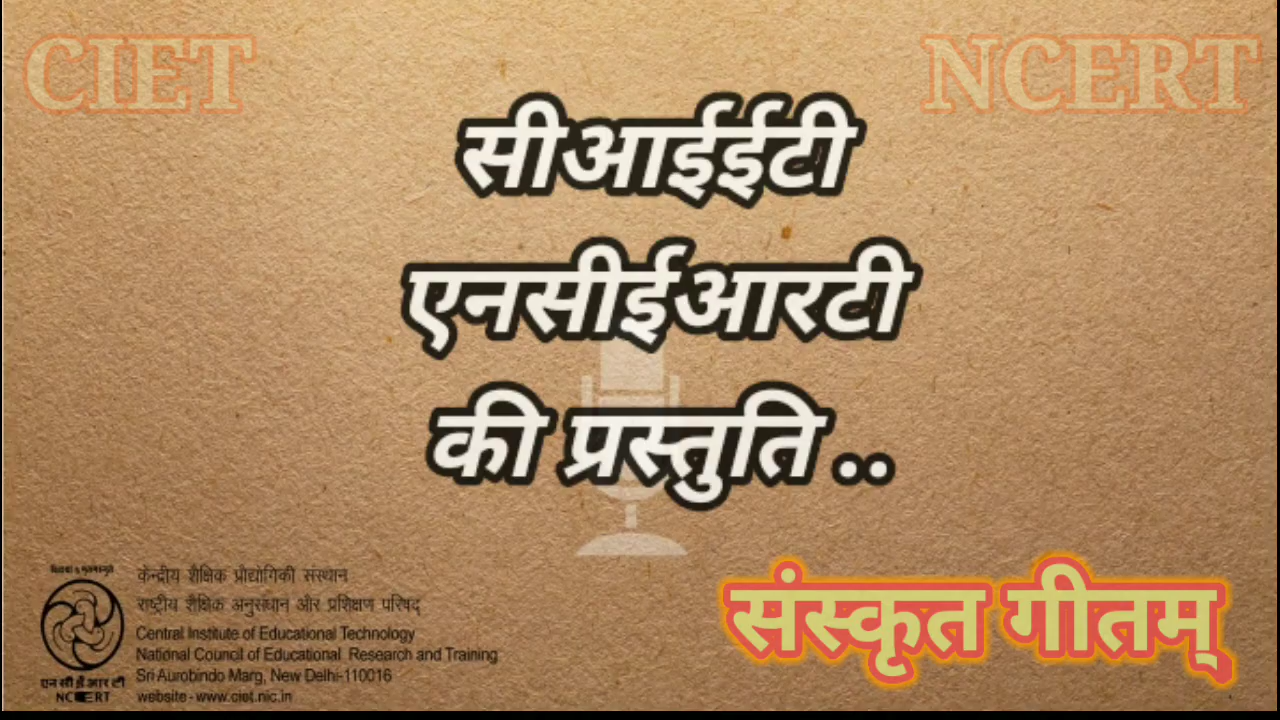 CIET
NCERT
सीआईईटी
एनसीईआरटी
की प्रस्तुति ..
केन्द्रीय शैक्षिक प्रौद्योगिकी संस्थान
राष्ट्रीय शैक्षिक अनुसंधान और प्रशिक्षण परिषद्
Central Institute of Educational Technology
National Council of Educational Research and Training
Sri Aurobindo Marg, New Delhi-110016
website - www.ciet.nic.in
एन सी ई आर टी
NCERT
संस्कृत गीतम्